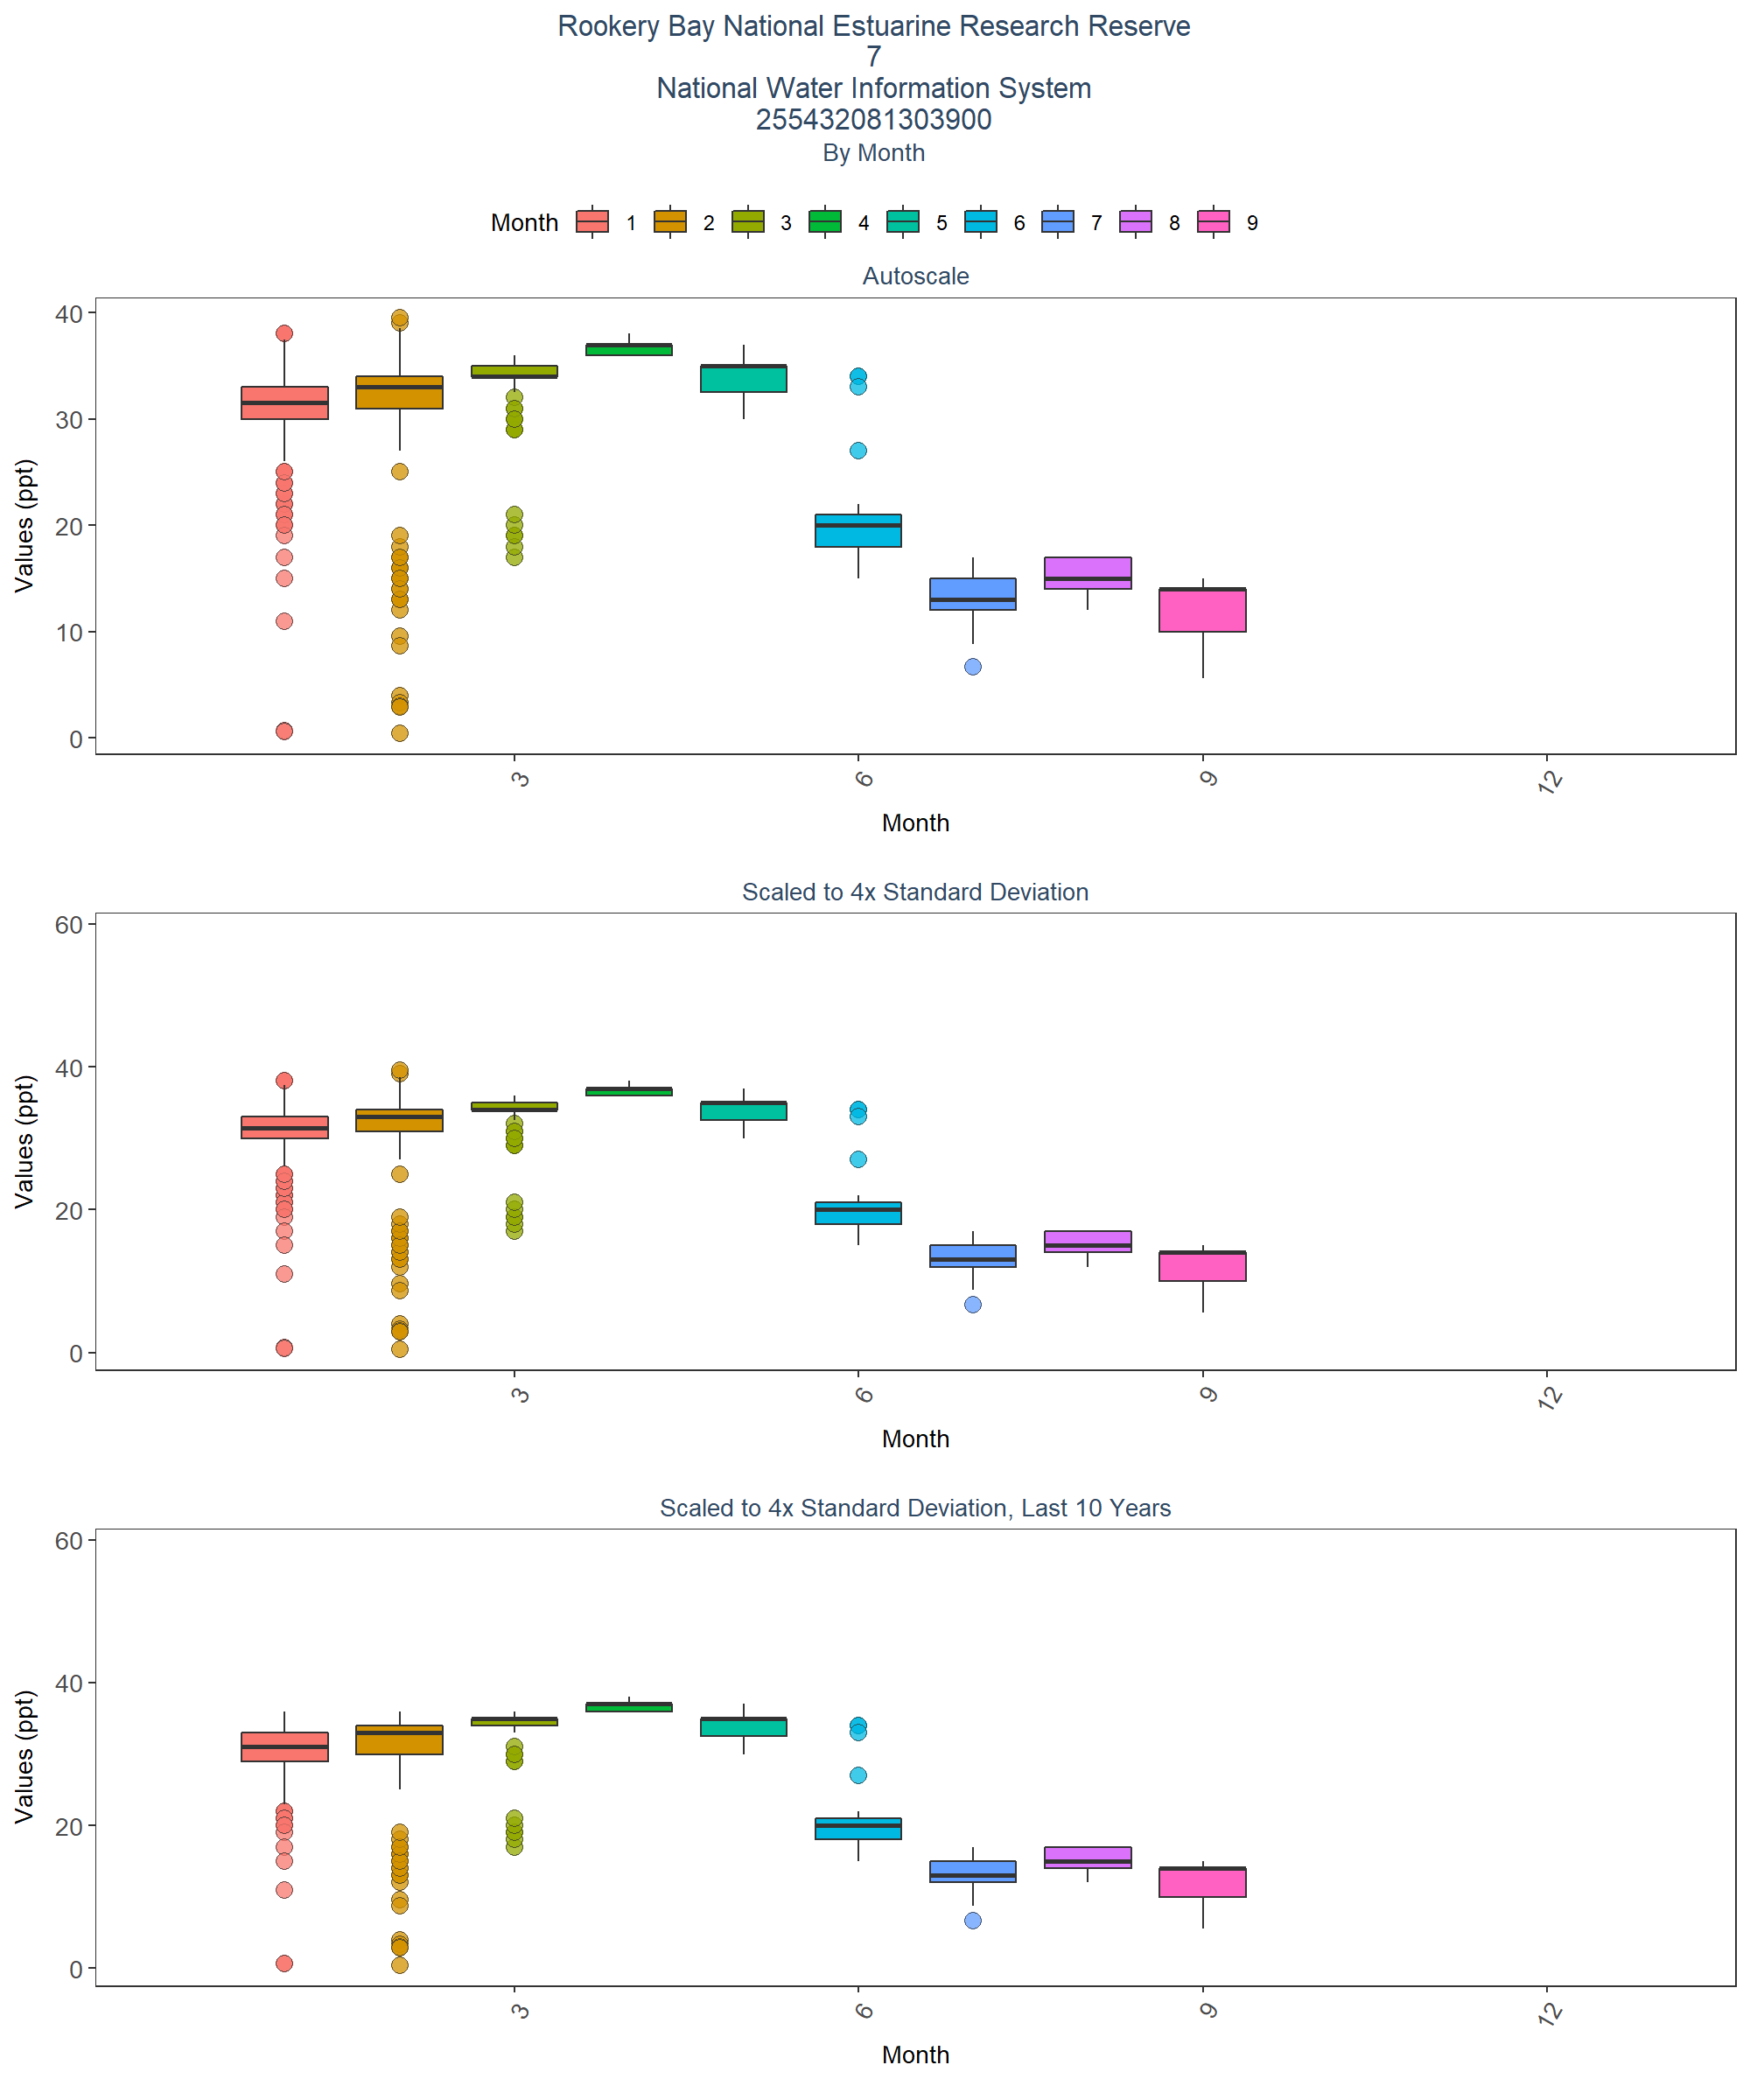 Rookery Bay National Estuarine Research Reserve
7
National Water Information System
255432081303900
By Month
Month 1 2 3 4 5 6 7 8 9
Autoscale
Values (ppt)
40
30
20
10
0
3 6 9 12
Month
Scaled to 4x Standard Deviation
Values (ppt)
60
40
20
0
3 6 9 12
Month
Scaled to 4x Standard Deviation, Last 10 Years
Values (ppt)
60
40
20
0
3 6 9 12
Month